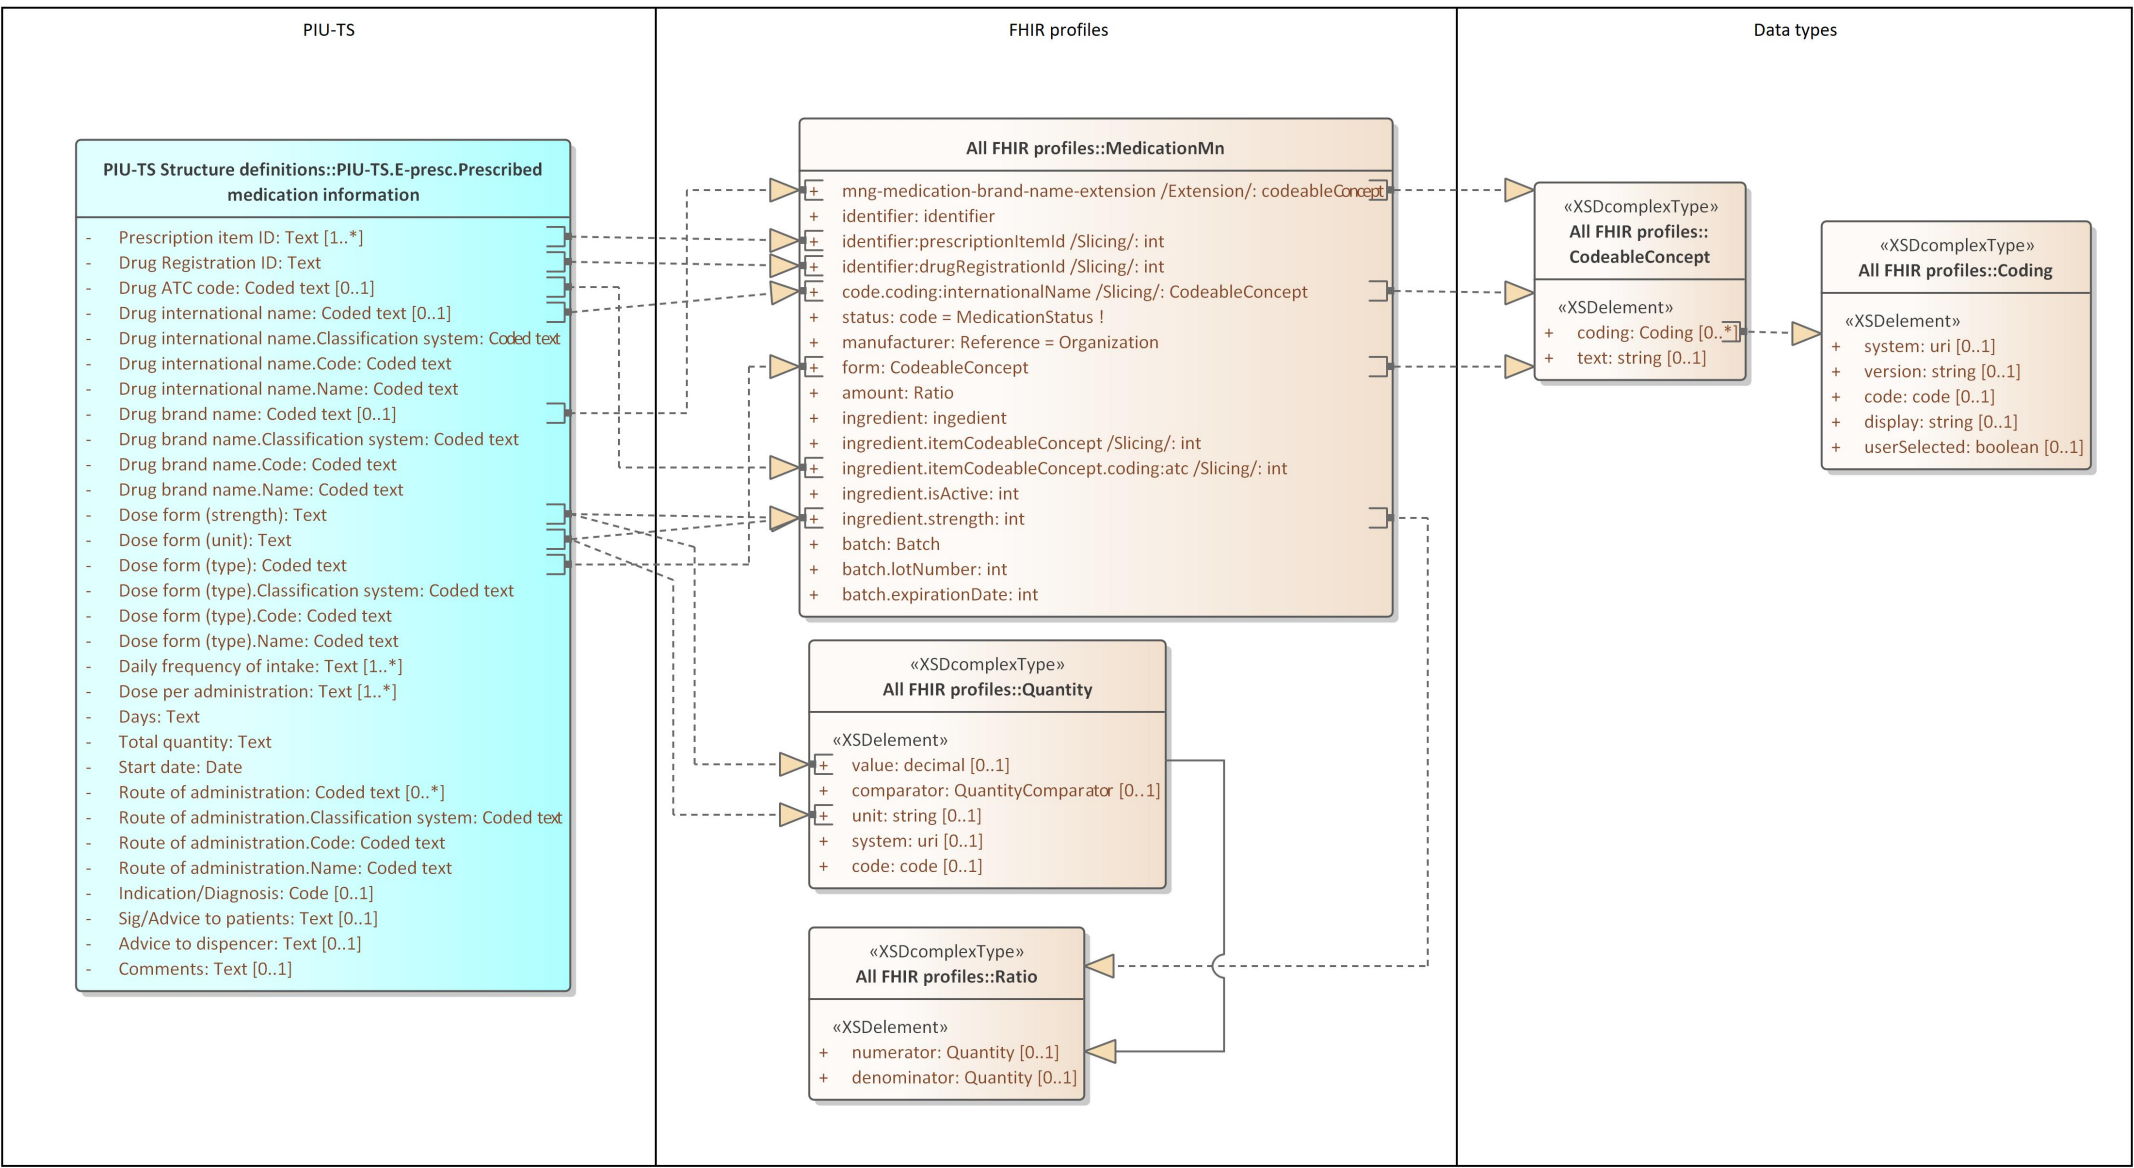 PIU-TS
FHIR profiles
Data types
PIU-TS Structure definitions::PIU-TS.E-presc.Prescribed
medication information
- Prescription item ID: Text [1..*]
- Drug Registration ID: Text
- Drug ATC code: Coded text [0..1]
- Drug international name: Coded text [0..1]
- Drug international name.Classification system: Coded text
- Drug international name.Code: Coded text
- Drug international name.Name: Coded text
- Drug brand name: Coded text [0..1]
- Drug brand name.Classification system: Coded text
- Drug brand name.Code: Coded text
- Drug brand name.Name: Coded text
- Dose form (strength): Text
- Dose form (unit): Text
- Dose form (type): Coded text
- Dose form (type).Classification system: Coded text
- Dose form (type).Code: Coded text
- Dose form (type).Name: Coded text
- Daily frequency of intake: Text [1..*]
- Dose per administration: Text [1..*]
- Days: Text
- Total quantity: Text
- Start date: Date
- Route of administration: Coded text [0..*]
- Route of administration.Classification system: Coded text
- Route of administration.Code: Coded text
- Route of administration.Name: Coded text
- Indication/Diagnosis: Code [0..1]
- Sig/Advice to patients: Text [0..1]
- Advice to dispencer: Text [0..1]
- Comments: Text [0..1]
All FHIR profiles::MedicationMn
+ mng-medication-brand-name-extension /Extension/: codeableConcept
+ identifier: identifier
+ identifier:prescriptionItemId /Slicing/: int
+ identifier:drugRegistrationId /Slicing/: int
+ code.coding:internationalName /Slicing/: CodeableConcept
+ status: code = MedicationStatus !
+ manufacturer: Reference = Organization
+ form: CodeableConcept
+ amount: Ratio
+ ingredient: ingedient
+ ingredient.itemCodeableConcept /Slicing/: int
+ ingredient.itemCodeableConcept.coding:atc /Slicing/: int
+ ingredient.isActive: int
+ ingredient.strength: int
+ batch: Batch
+ batch.lotNumber: int
+ batch.expirationDate: int
«XSDcomplexType»
All FHIR profiles::Quantity
«XSDelement»
+ value: decimal [0..1]
+ comparator: QuantityComparator [0..1]
+ unit: string [0..1]
+ system: uri [0..1]
+ code: code [0..1]
«XSDcomplexType»
All FHIR profiles::Ratio
«XSDelement»
+ numerator: Quantity [0..1]
+ denominator: Quantity [0..1]
«XSDcomplexType»
All FHIR profiles::
CodeableConcept
«XSDelement»
+ coding: Coding [0..*]
+ text: string [0..1]
«XSDcomplexType»
All FHIR profiles::Coding
«XSDelement»
+ system: uri [0..1]
+ version: string [0..1]
+ code: code [0..1]
+ display: string [0..1]
+ userSelected: boolean [0..1]